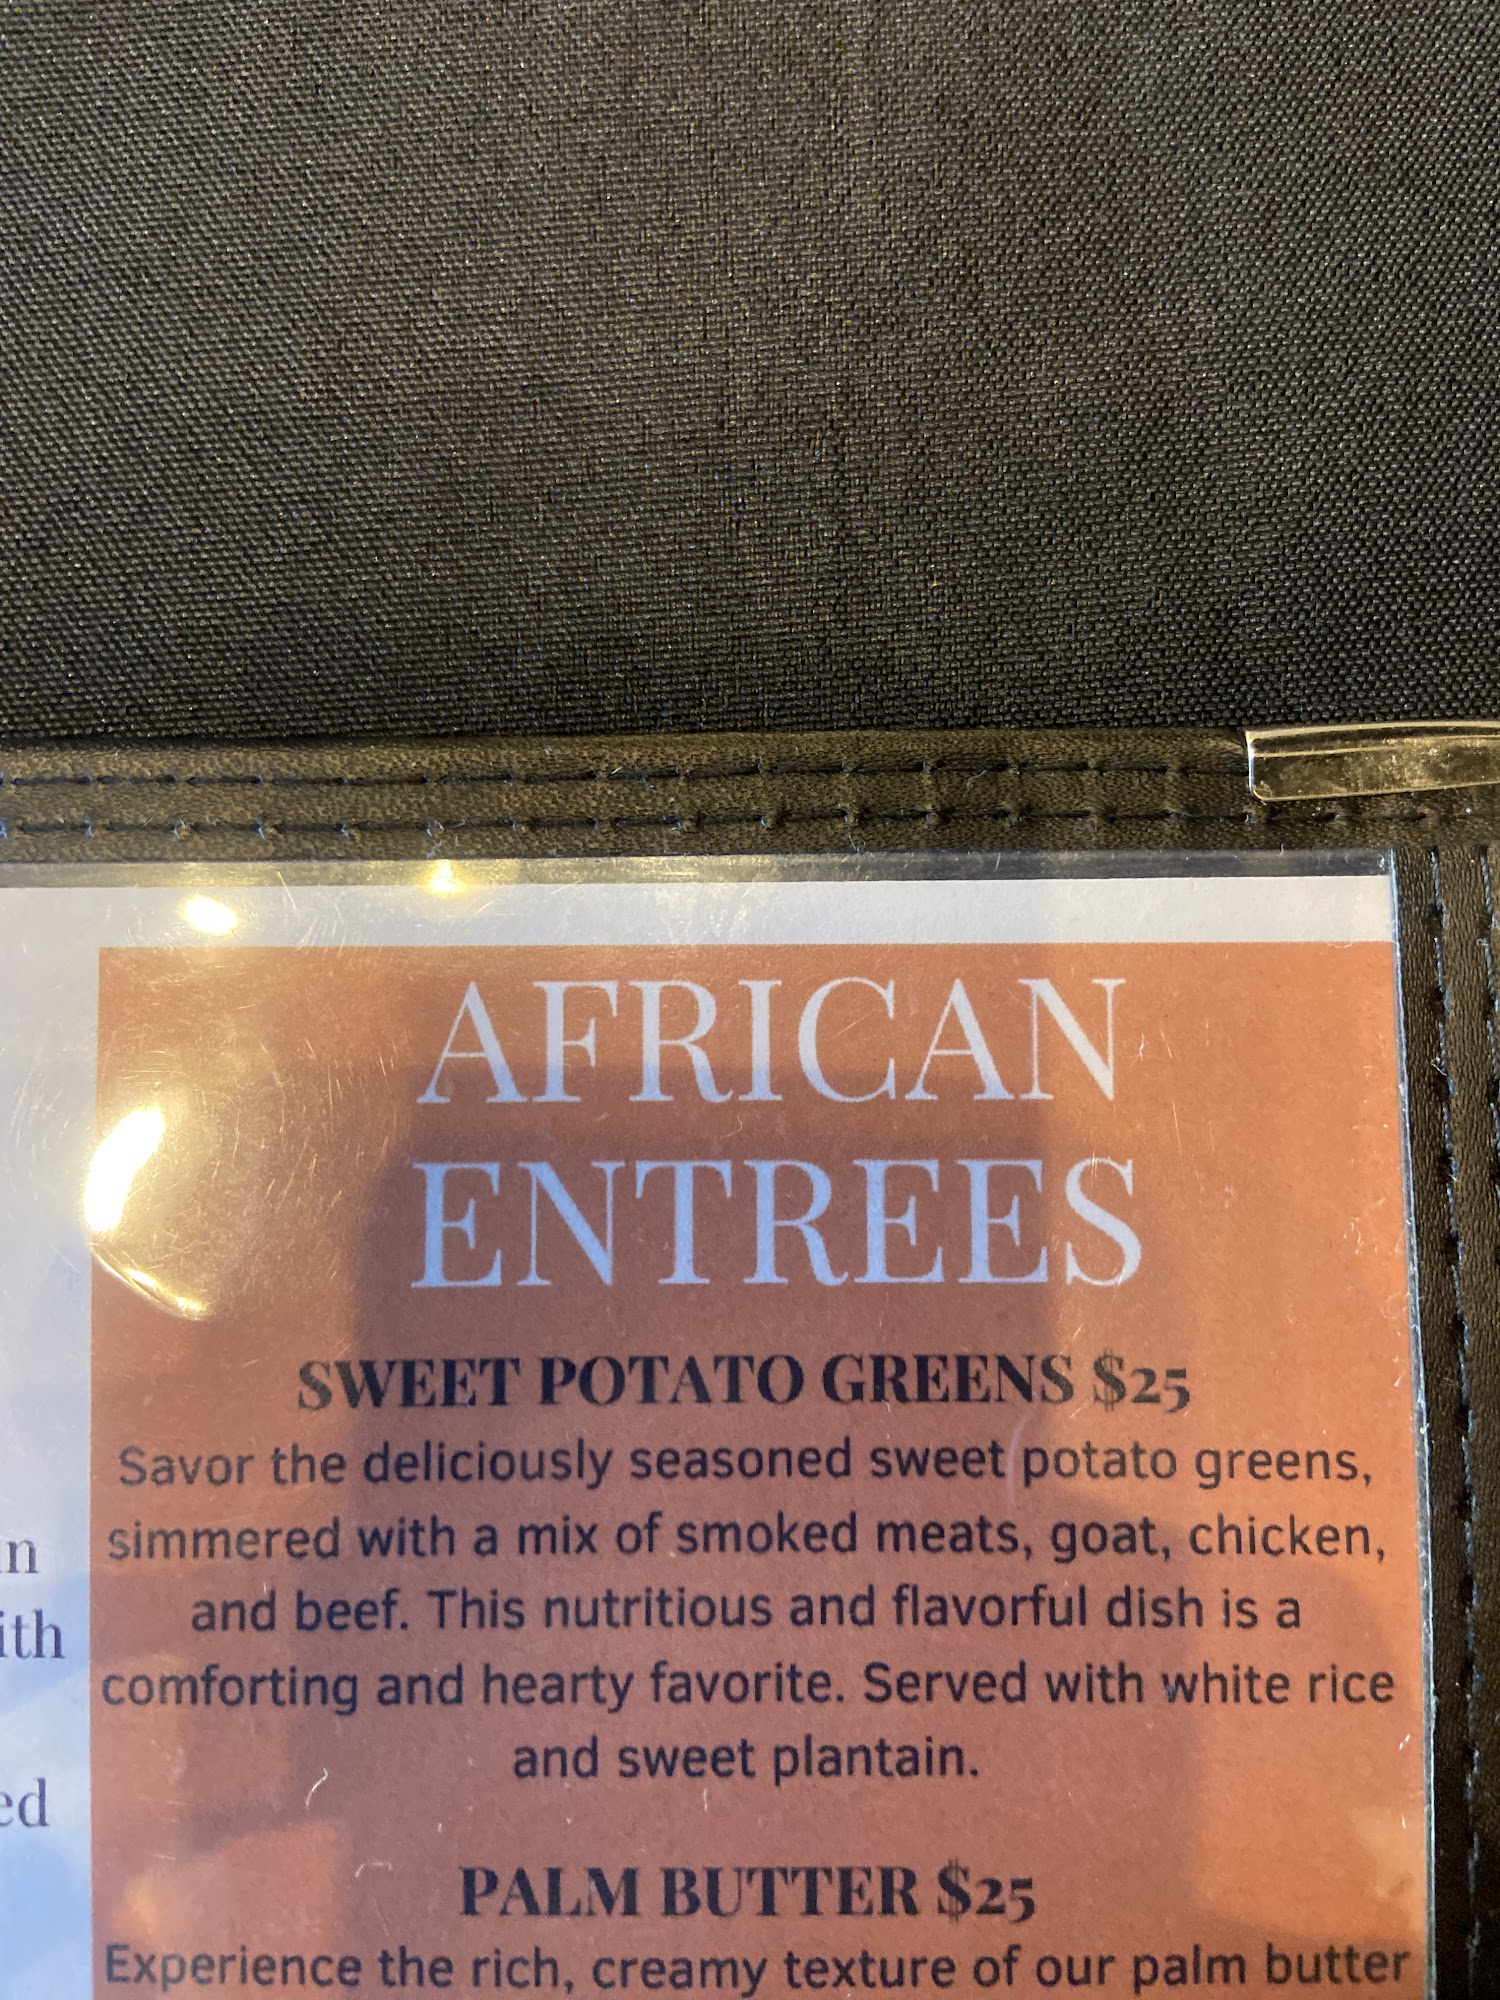 AFRICAN
ENTREES
SWEET POTATO GREENS $25
Savor the deliciously seasoned sweet potato greens,
simmered with a mix of smoked meats, goat, chicken,
and beef. This nutritious and flavorful dish is a
comforting and hearty favorite. Served with white rice
and sweet plantain.
PALM BUTTER $25
Experience the rich, creamy texture of our palm butter